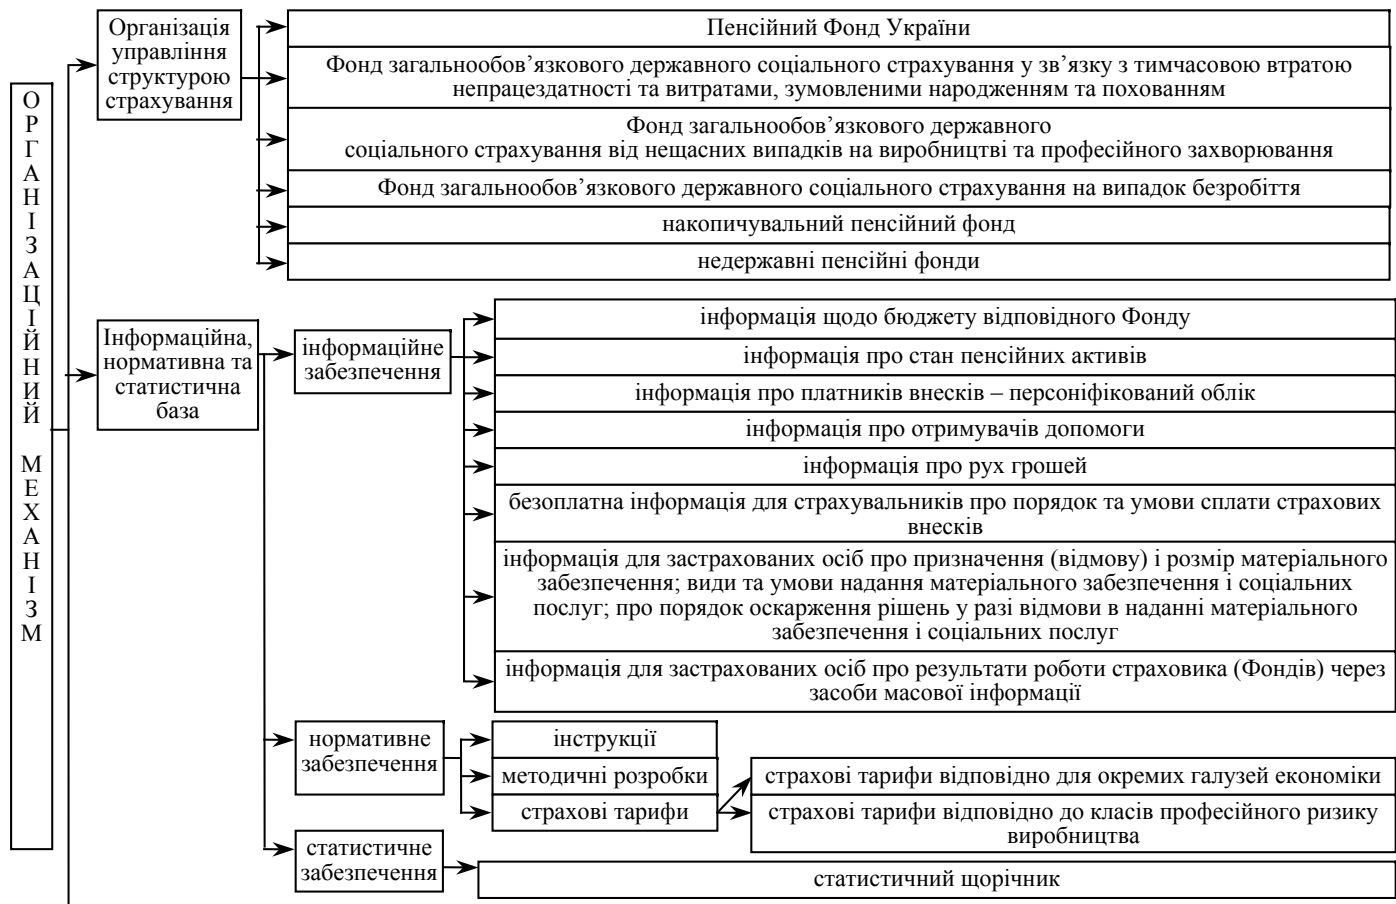 ОРГАНІЗАЦІЙНИЙ МЕХАНІЗМ
Організація
управління
структурою
страхування
Пенсійний Фонд України
Фонд загальнообов’язкового державного соціального страхування у зв’язку з тимчасовою втратою
непрацездатності та витратами, зумовленими народженням та похованням
Фонд загальнообов’язкового державного
соціального страхування від нещасних випадків на виробництві та професійного захворювання
Фонд загальнообов’язкового державного соціального страхування на випадок безробіття
накопичувальний пенсійний фонд
недержавні пенсійні фонди
Інформаційна,
нормативна та
статистична
база
інформаційне
забезпечення
інформація щодо бюджету відповідного Фонду
інформація про стан пенсійних активів
інформація про платників внесків – персоніфікований облік
інформація про отримувачів допомоги
інформація про рух грошей
безоплатна інформація для страхувальників про порядок та умови сплати страхових
внесків
інформація для застрахованих осіб про призначення (відмову) і розмір матеріального
забезпечення; види та умови надання матеріального забезпечення і соціальних
послуг; про порядок оскарження рішень у разі відмови в наданні матеріального
забезпечення і соціальних послуг
інформація для застрахованих осіб про результати роботи страховика (Фондів) через
засоби масової інформації
нормативне
забезпечення
інструкції
методичні розробки
страхові тарифи
страхові тарифи відповідно для окремих галузей економіки
страхові тарифи відповідно до класів професійного ризику
виробництва
статистичне
забезпечення
статистичний щорічник